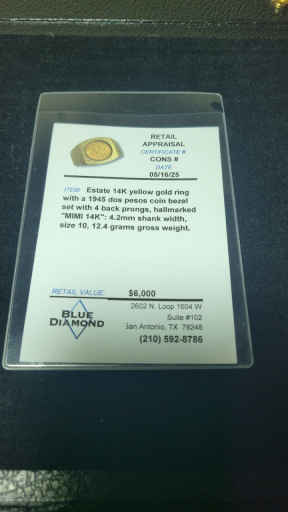 RETAIL
APPRAISAL
CERTIFICATE #
CONS #
DATE
05/16/25
ITEM: Estate 14K yellow gold ring
with a 1945 dos pesos coin bezel
set with 4 back prongs, hallmarked
"MIMI 14K": 4.2mm shank width,
size 10, 12.4 grams gross weight.
RETAIL VALUE: $6,000
BLUE
DIAMOND
2602 N. Loop 1604 W
Suite #102
San Antonio, TX 78248
(210) 592-8786